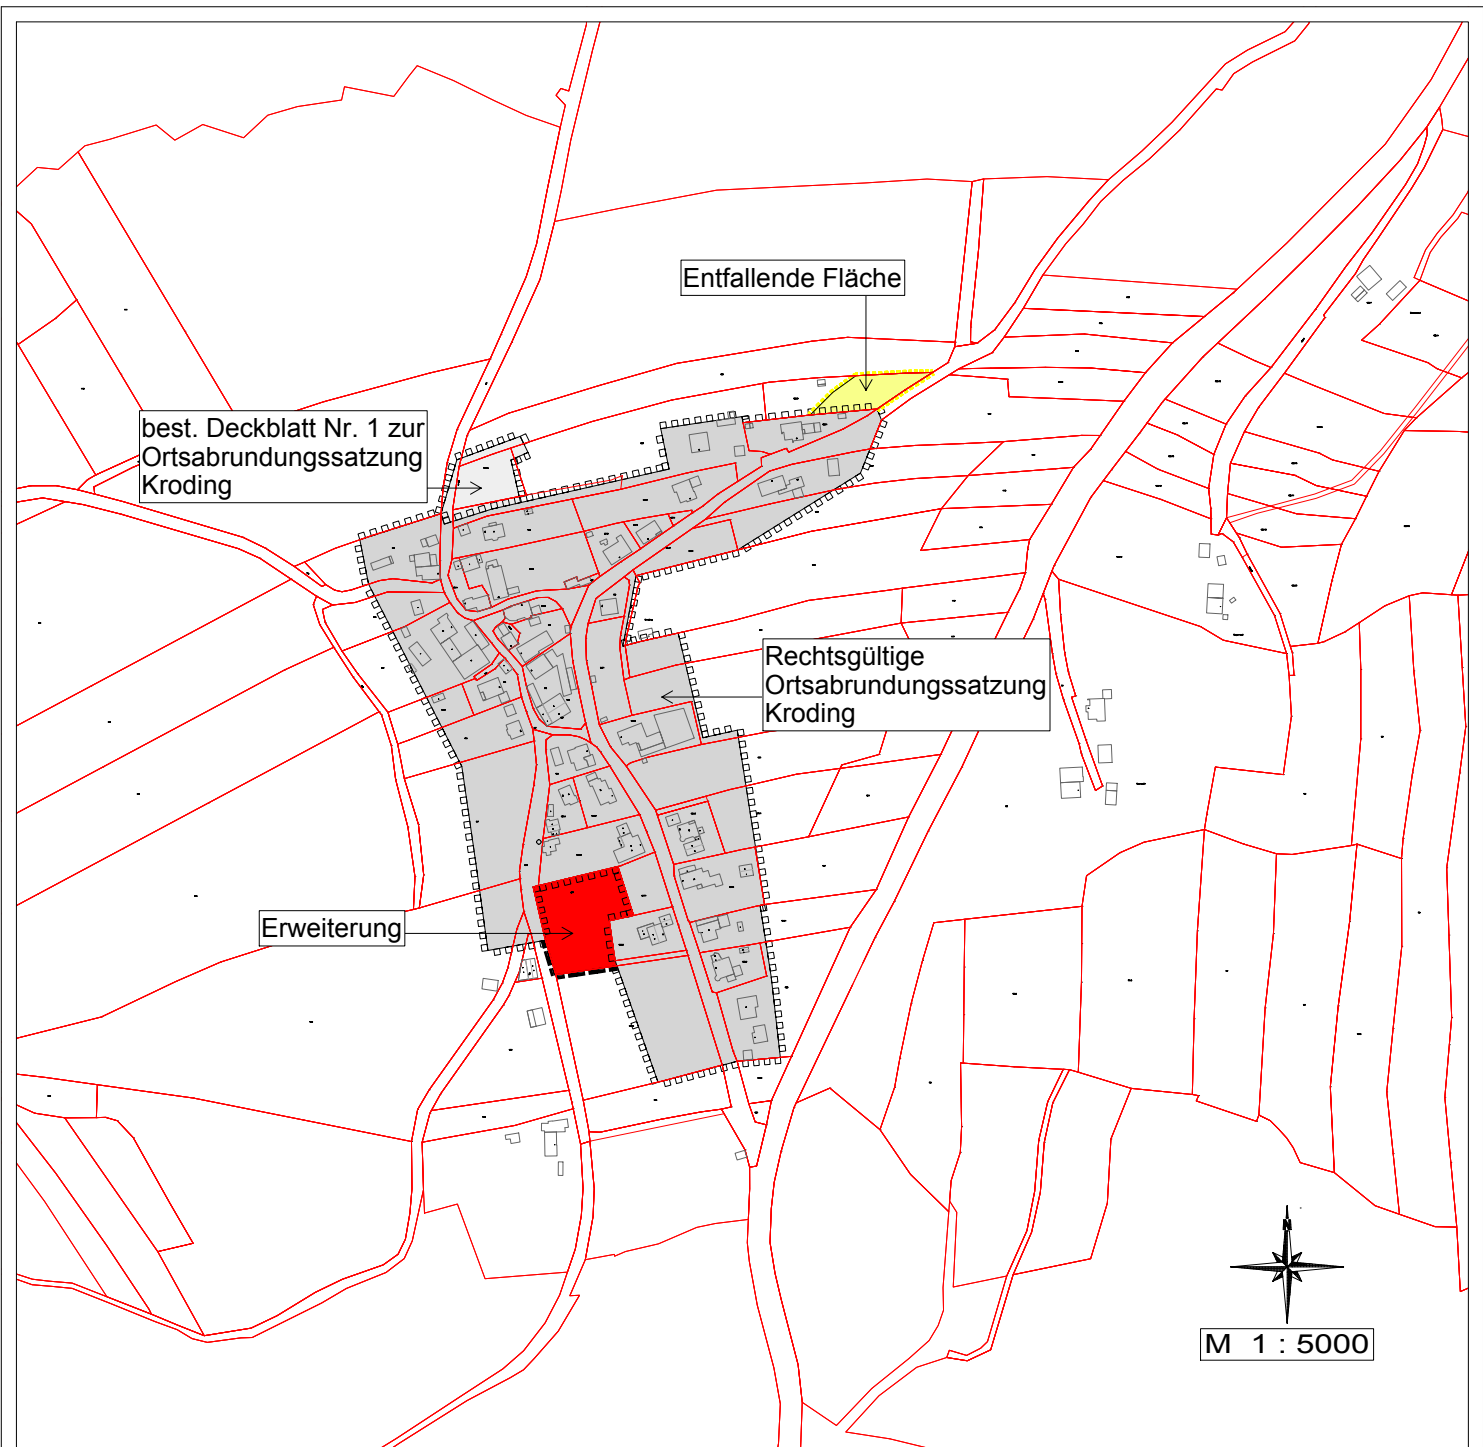 Entfallende Fläche
best. Deckblatt Nr. 1 zur
Ortsabrundungssatzung
Kroding
Rechtsgültige
Ortsabrundungssatzung
Kroding
Erweiterung
N
M 1 : 5000